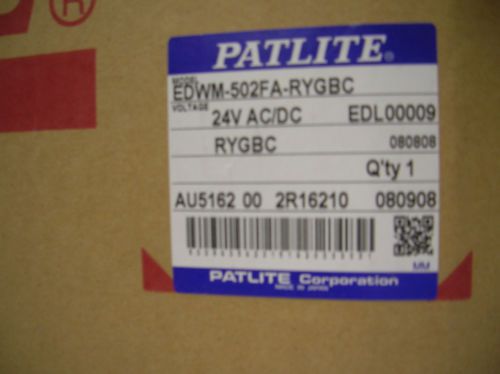 PATLITE®
MODEL EDWM-502FA-RYGBC
VOLTAGE 24V AC/DC EDL00009
RYGBC 080808
Q'ty 1
AU5162 00 2R16210 080908
PATLITE Corporation
MADE IN JAPAN